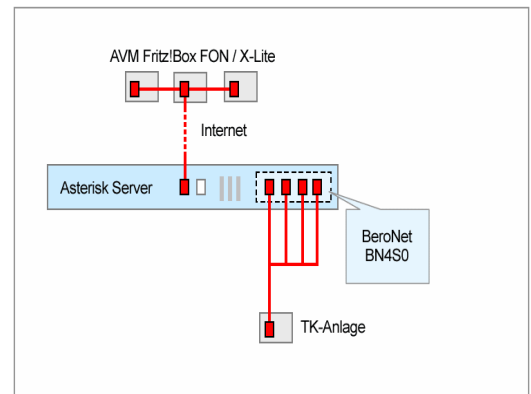 AVM Fritz!Box FON / X-Lite
Internet
Asterisk Server
BeroNet
BN4S0
TK-Anlage